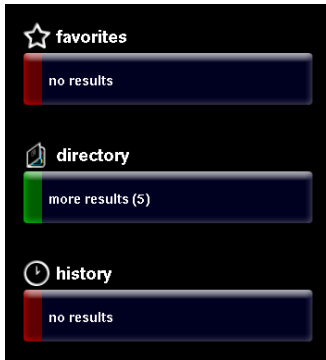 favorites
no results
directory
more results (5)
history
no results